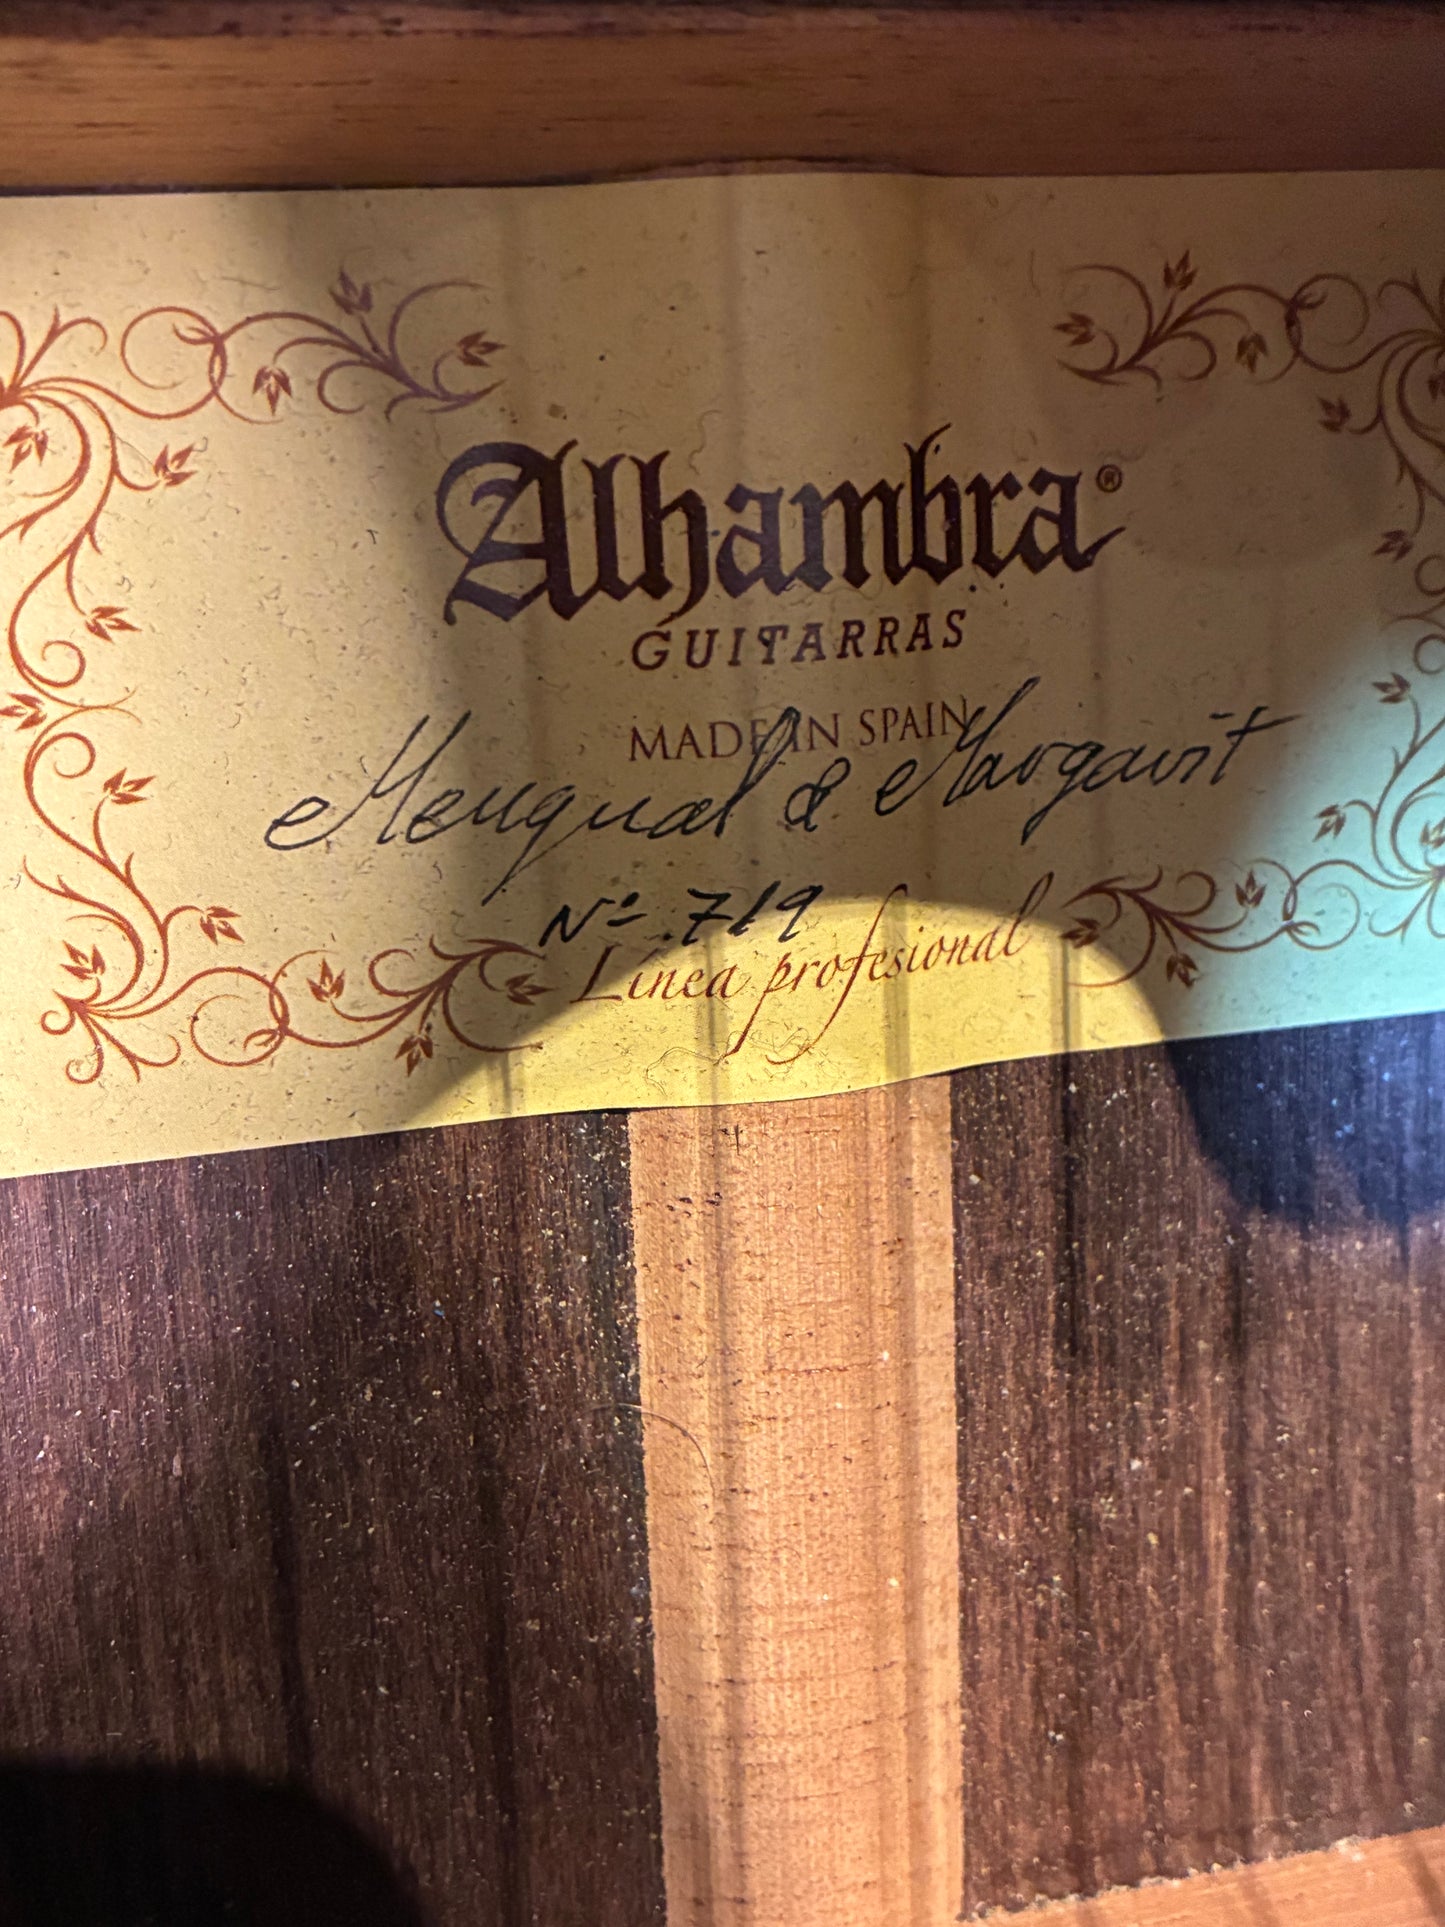 Alhambra®
GUITARRAS
MADE IN SPAIN
Mengual & Margarit
Nº 719
Línea profesional